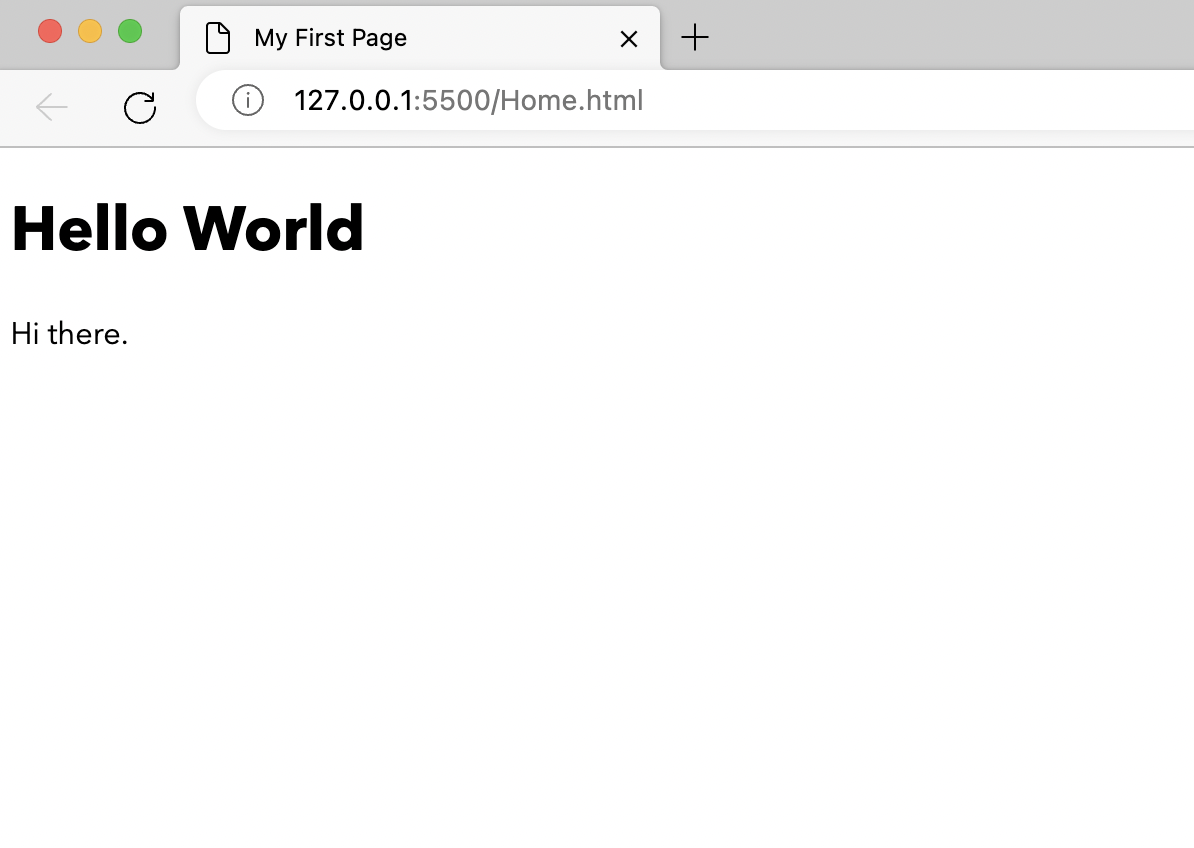 My First Page
127.0.0.1:5500/Home.html
Hello World
Hi there.